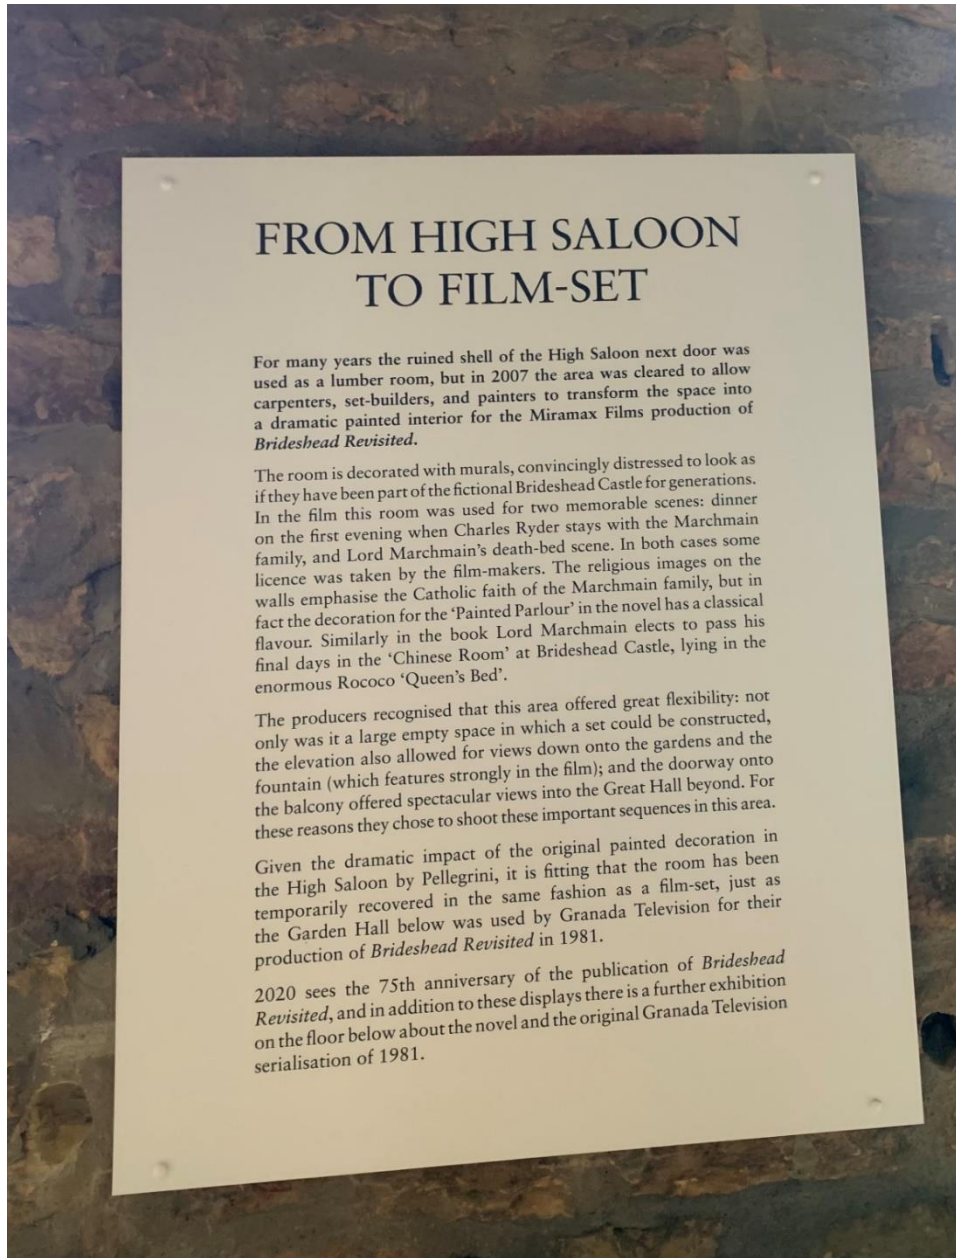 FROM HIGH SALOON
TO FILM-SET
For many years the ruined shell of the High Saloon next door was
used as a lumber room, but in 2007 the area was cleared to allow
carpenters, set-builders, and painters to transform the space into
a dramatic painted interior for the Miramax Films production of
Brideshead Revisited.
The room is decorated with murals, convincingly distressed to look as
if they have been part of the fictional Brideshead Castle for generations.
In the film this room was used for two memorable scenes: dinner
on the first evening when Charles Ryder stays with the Marchmain
family, and Lord Marchmain's death-bed scene. In both cases some
licence was taken by the film-makers. The religious images on the
walls emphasise the Catholic faith of the Marchmain family, but in
fact the decoration for the ‘Painted Parlour’ in the novel has a classical
flavour. Similarly in the book Lord Marchmain elects to pass his
final days in the ‘Chinese Room’ at Brideshead Castle, lying in the
enormous Rococo ‘Queen's Bed’.
The producers recognised that this area offered great flexibility: not
only was it a large empty space in which a set could be constructed,
the elevation also allowed for views down onto the gardens and the
fountain (which features strongly in the film); and the doorway onto
the balcony offered spectacular views into the Great Hall beyond. For
these reasons they chose to shoot these important sequences in this area.
Given the dramatic impact of the original painted decoration in
the High Saloon by Pellegrini, it is fitting that the room has been
temporarily recovered in the same fashion as a film-set, just as
the Garden Hall below was used by Granada Television for their
production of Brideshead Revisited in 1981.
2020 sees the 75th anniversary of the publication of Brideshead
Revisited, and in addition to these displays there is a further exhibition
on the floor below about the novel and the original Granada Television
serialisation of 1981.